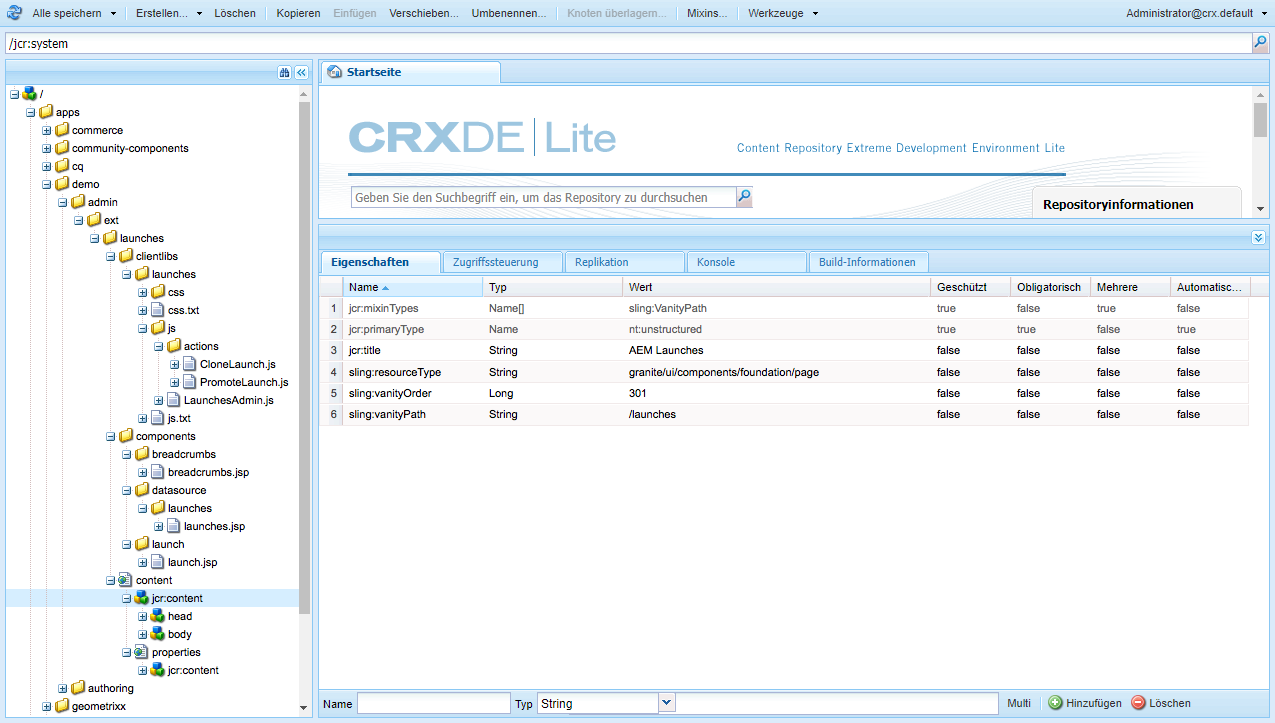 Alle speichern Erstellen... Löschen Kopieren Einfügen Verschieben... Umbenennen... Knoten überlagern... Mixins... Werkzeuge Administrator@crx.default
/jcr:system
/
apps
commerce
community-components
cq
demo
admin
ext
launches
clientlibs
launches
css
css.txt
js
actions
CloneLaunch.js
PromoteLaunch.js
LaunchesAdmin.js
js.txt
components
breadcrumbs
breadcrumbs.jsp
datasource
launches
launches.jsp
launch
launch.jsp
content
jcr:content
head
body
properties
jcr:content
authoring
geometrixx
Startseite
CRXDE Lite
Content Repository Extreme Development Environment Lite
Geben Sie den Suchbegriff ein, um das Repository zu durchsuchen
Repositoryinformationen
Eigenschaften Zugriffssteuerung Replikation Konsole Build-Informationen
Name Typ Wert Geschützt Obligatorisch Mehrere Automatisc...
1 jcr:mixinTypes Name[] sling:VanityPath true false true false
2 jcr:primaryType Name nt:unstructured true true false true
3 jcr:title String AEM Launches false false false false
4 sling:resourceType String granite/ui/components/foundation/page false false false false
5 sling:vanityOrder Long 301 false false false false
6 sling:vanityPath String /launches false false false false
Name Typ String Multi Hinzufügen Löschen